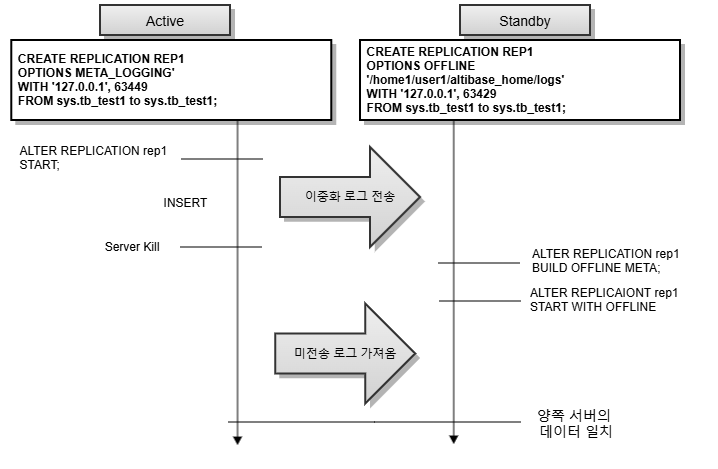 Active
Standby
CREATE REPLICATION REP1
OPTIONS META_LOGGING'
WITH '127.0.0.1', 63449
FROM sys.tb_test1 to sys.tb_test1;
CREATE REPLICATION REP1
OPTIONS OFFLINE
'/home1/user1/altibase_home/logs'
WITH '127.0.0.1', 63429
FROM sys.tb_test1 to sys.tb_test1;
ALTER REPLICATION rep1
START;
이중화 로그 전송
INSERT
Server Kill
ALTER REPLICATION rep1
BUILD OFFLINE META;
ALTER REPLICAIONT rep1
START WITH OFFLINE
미전송 로그 가져옴
양쪽 서버의
데이터 일치